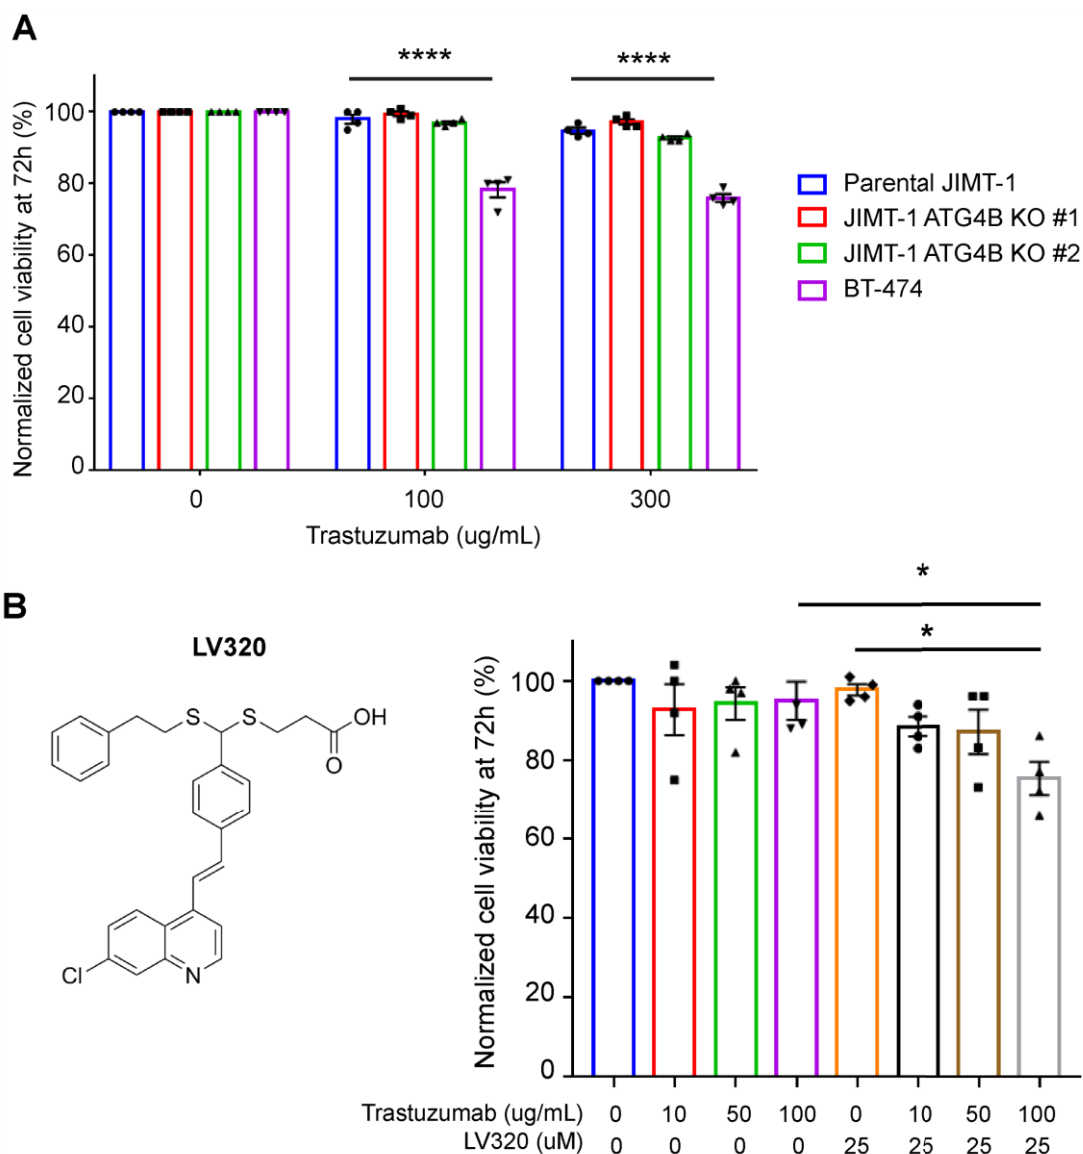 A
****
****
Normalized cell viability at 72h (%)
100
80
60
40
20
0
0 100 300
Trastuzumab (ug/mL)
Parental JIMT-1
JIMT-1 ATG4B KO #1
JIMT-1 ATG4B KO #2
BT-474
B
LV320
S S OH
O
Cl N
*
*
Normalized cell viability at 72h (%)
100
80
60
40
20
0
Trastuzumab (ug/mL) 0 10 50 100 0 10 50 100
LV320 (uM) 0 0 0 0 25 25 25 25